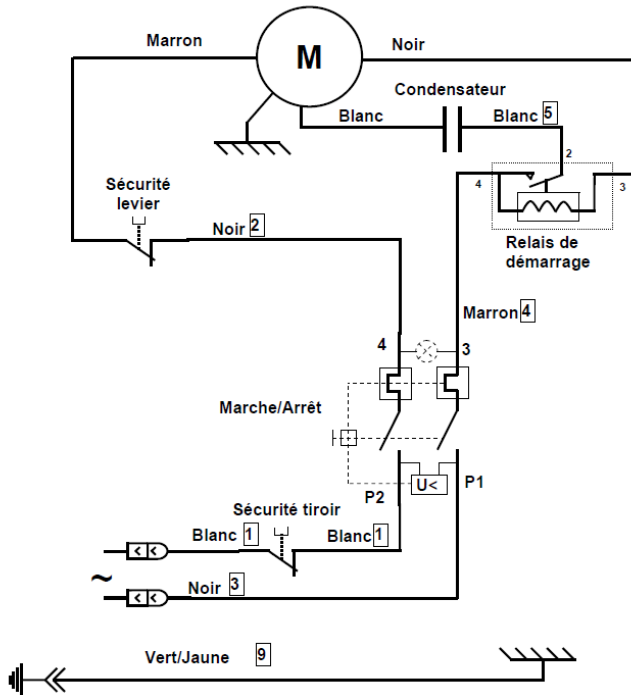 Marron
M
Noir
Condensateur
Blanc
Blanc 5
2
4
3
Sécurité
levier
Relais de
démarrage
Noir 2
Marron 4
4
3
Marche/Arrêt
U<
P2
P1
Sécurité tiroir
Blanc 1
Blanc 1
~
Noir 3
Vert/Jaune 9